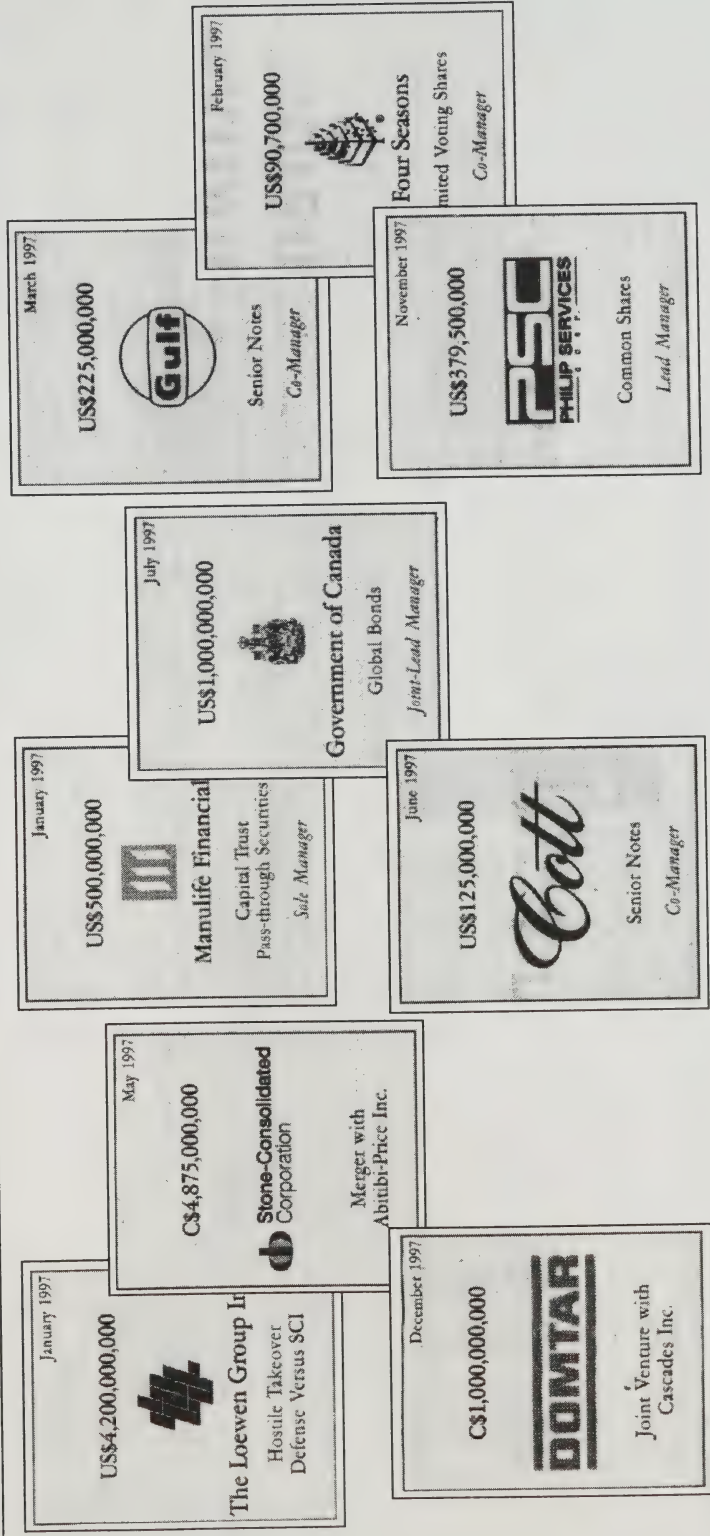 January 1997
US$4,200,000,000
The Loewen Group In
Hostile Takeover
Defense Versus SCI
May 1997
C$4,875,000,000
Stone-Consolidated
Corporation
Merger with
Abitibi-Price Inc.
January 1997
US$500,000,000
Manulife Financial
Capital Trust
Pass-through Securities
Sole Manager
July 1997
US$1,000,000,000
Government of Canada
Global Bonds
Joint-Lead Manager
March 1997
US$225,000,000
Gulf
Senior Notes
Co-Manager
February 1997
US$90,700,000
Four Seasons
mited Voting Shares
Co-Manager
December 1997
C$1,000,000,000
DOMTAR
Joint Venture with
Cascades Inc.
June 1997
US$125,000,000
Cott
Senior Notes
Co-Manager
November 1997
US$379,500,000
PSC
PHILIP SERVICES
CORP.
Common Shares
Lead Manager